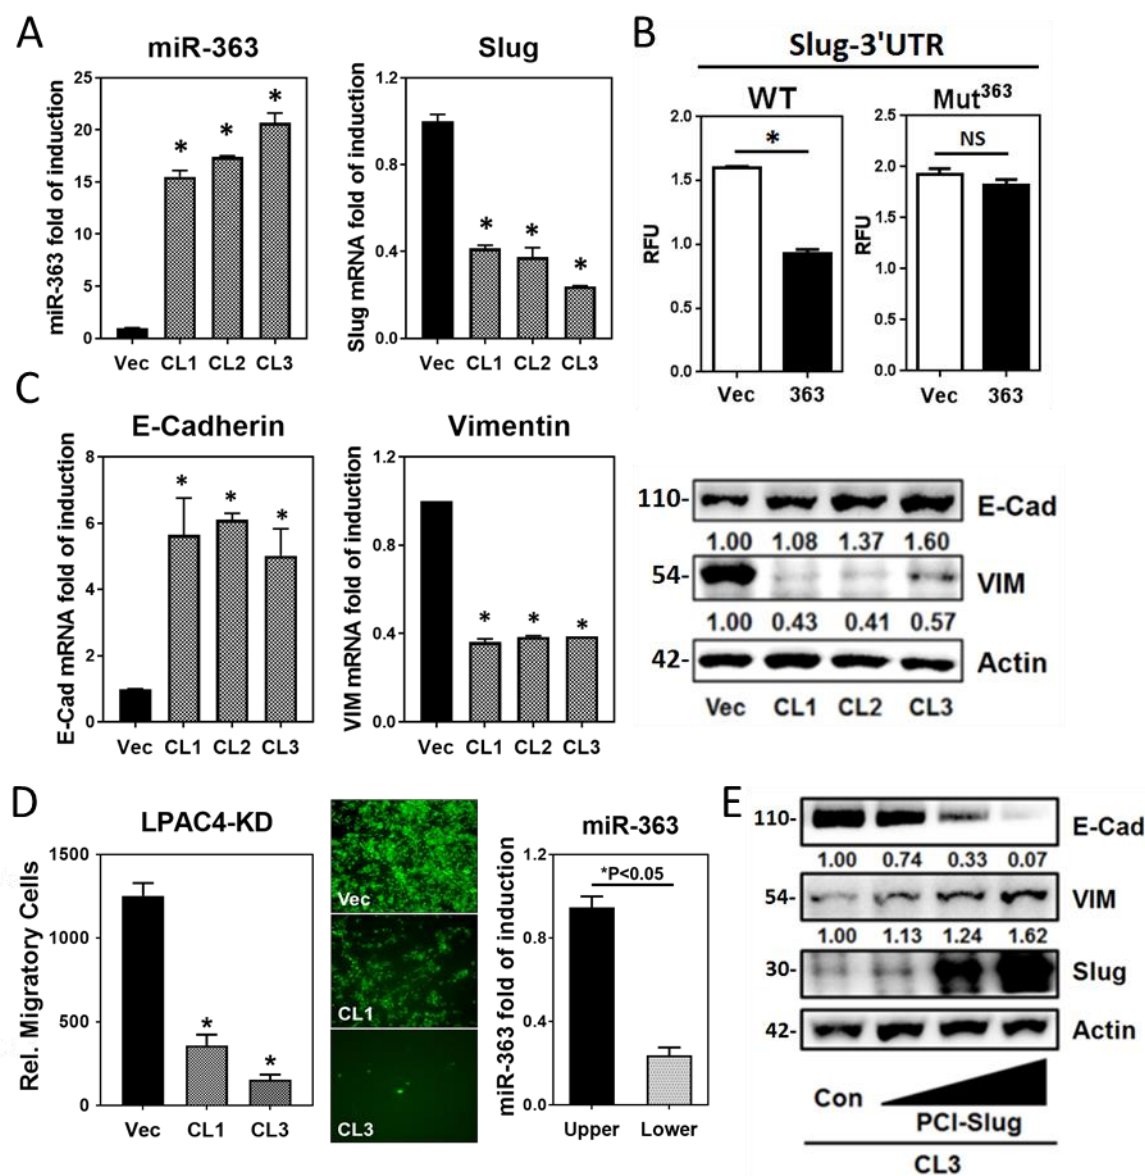 A
miR-363
miR-363 fold of induction
25
20
15
10
5
0
*
*
*
Vec CL1 CL2 CL3
Slug
Slug mRNA fold of induction
1.2
0.8
0.4
0.0
*
*
*
Vec CL1 CL2 CL3
B
Slug-3'UTR
WT
RFU
2.0
1.5
1.0
0.5
0.0
*
Vec 363
Mut363
RFU
2.5
2.0
1.5
1.0
0.5
0.0
NS
Vec 363
C
E-Cadherin
E-Cad mRNA fold of induction
8
6
4
2
0
*
*
*
Vec CL1 CL2 CL3
Vimentin
VIM mRNA fold of induction
1.2
0.8
0.4
0.0
*
*
*
Vec CL1 CL2 CL3
110- E-Cad
1.00 1.08 1.37 1.60
54- VIM
1.00 0.43 0.41 0.57
42- Actin
Vec CL1 CL2 CL3
D
LPAC4-KD
Rel. Migratory Cells
1500
1000
500
0
*
*
Vec CL1 CL3
Vec
CL1
CL3
miR-363
miR-363 fold of induction
1.2
0.8
0.4
0.0
*P<0.05
Upper Lower
E
110- E-Cad
1.00 0.74 0.33 0.07
54- VIM
1.00 1.13 1.24 1.62
30- Slug
42- Actin
Con
PCI-Slug
CL3